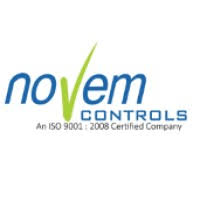 novem
CONTROLS
An ISO 9001 : 2008 Certified Company